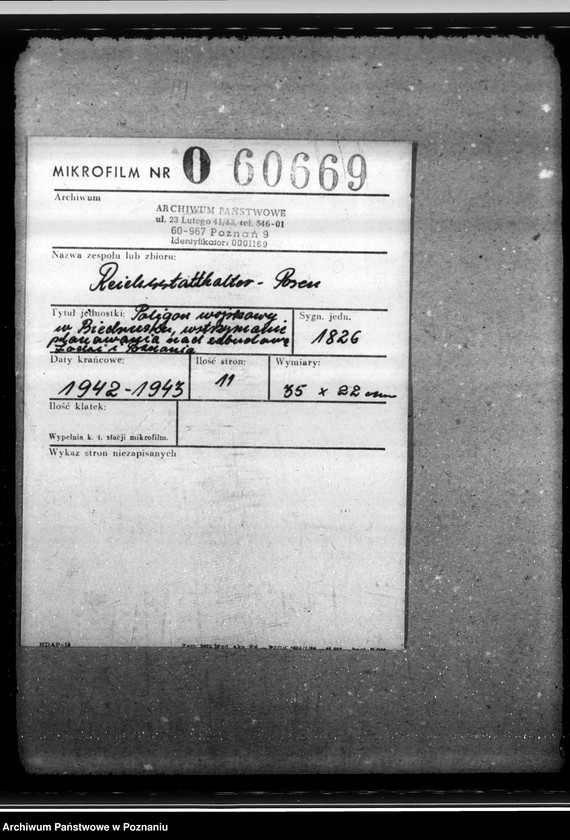 MIKROFILM NR 0 60669
Archiwum
ARCHIWUM PAŃSTWOWE
ul. 23 Lutego 41/43, tel. 546-01
60-967 Poznań 9
Identyfikator: 0001169
Nazwa zespołu lub zbioru:
Reichsstatthalter - Posen
Tytuł jednostki: Poligon wojskowy
w Biedrusku, wstrzymanie
planowania nad odbudową
Łodzi i Poznania
Sygn. jedn.
1826
Daty krańcowe:
1942-1943
Ilość stron:
11
Wymiary:
35 x 22 cm
Ilość klatek:
Wypełnia k. t. stacji mikrofilm.
Wykaz stron niezapisanych
Archiwum Państwowe w Poznaniu